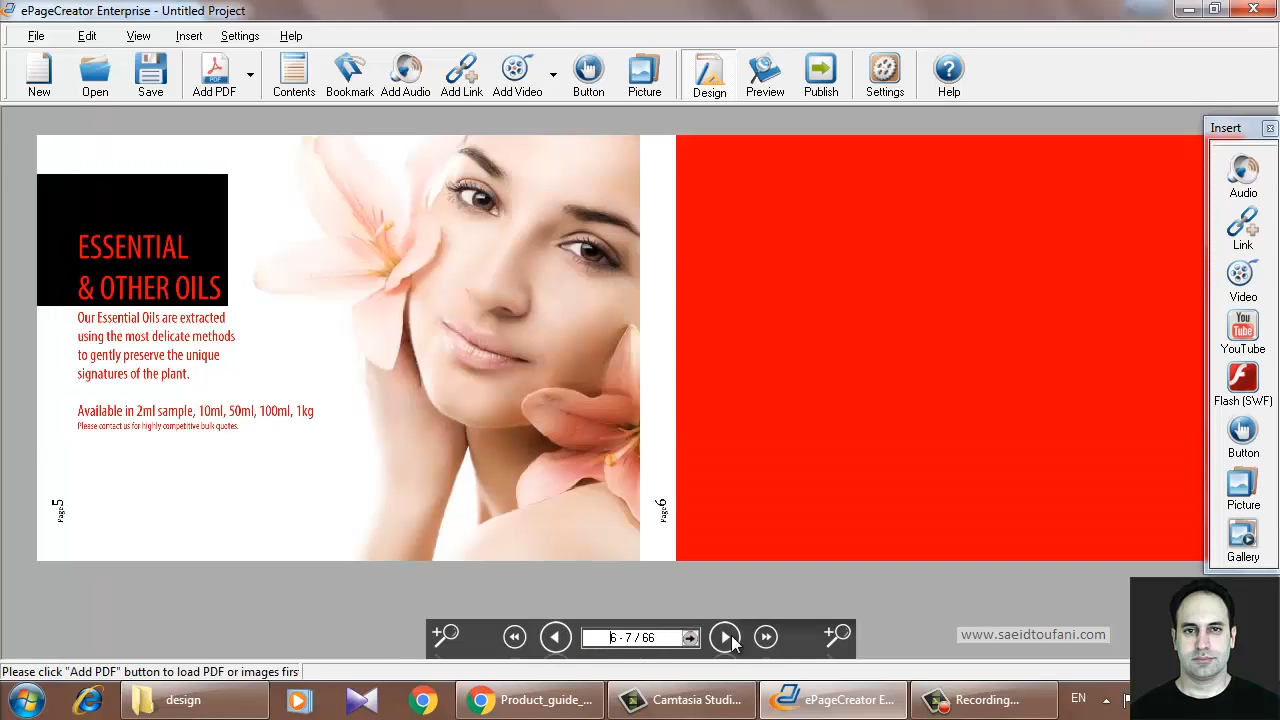 ePageCreator Enterprise - Untitled Project
File Edit View Insert Settings Help
New Open Save Add PDF Contents Bookmark Add Audio Add Link Add Video Button Picture Design Preview Publish Settings Help
PDF
Insert
Audio
Link
Video
You
Tube
YouTube
Flash (SWF)
Button
Picture
Gallery
ESSENTIAL
& OTHER OILS
Our Essential Oils are extracted
using the most delicate methods
to gently preserve the unique
signatures of the plant.
Available in 2ml sample, 10ml, 50ml, 100ml, 1kg
Please contact us for highly competitive bulk quotes.
Page 5
Page 6
6 - 7 / 66
www.saeidtoufani.com
Please click "Add PDF" button to load PDF or images firs
design
Product_guide_...
Camtasia Studi...
ePageCreator E...
Recording...
EN